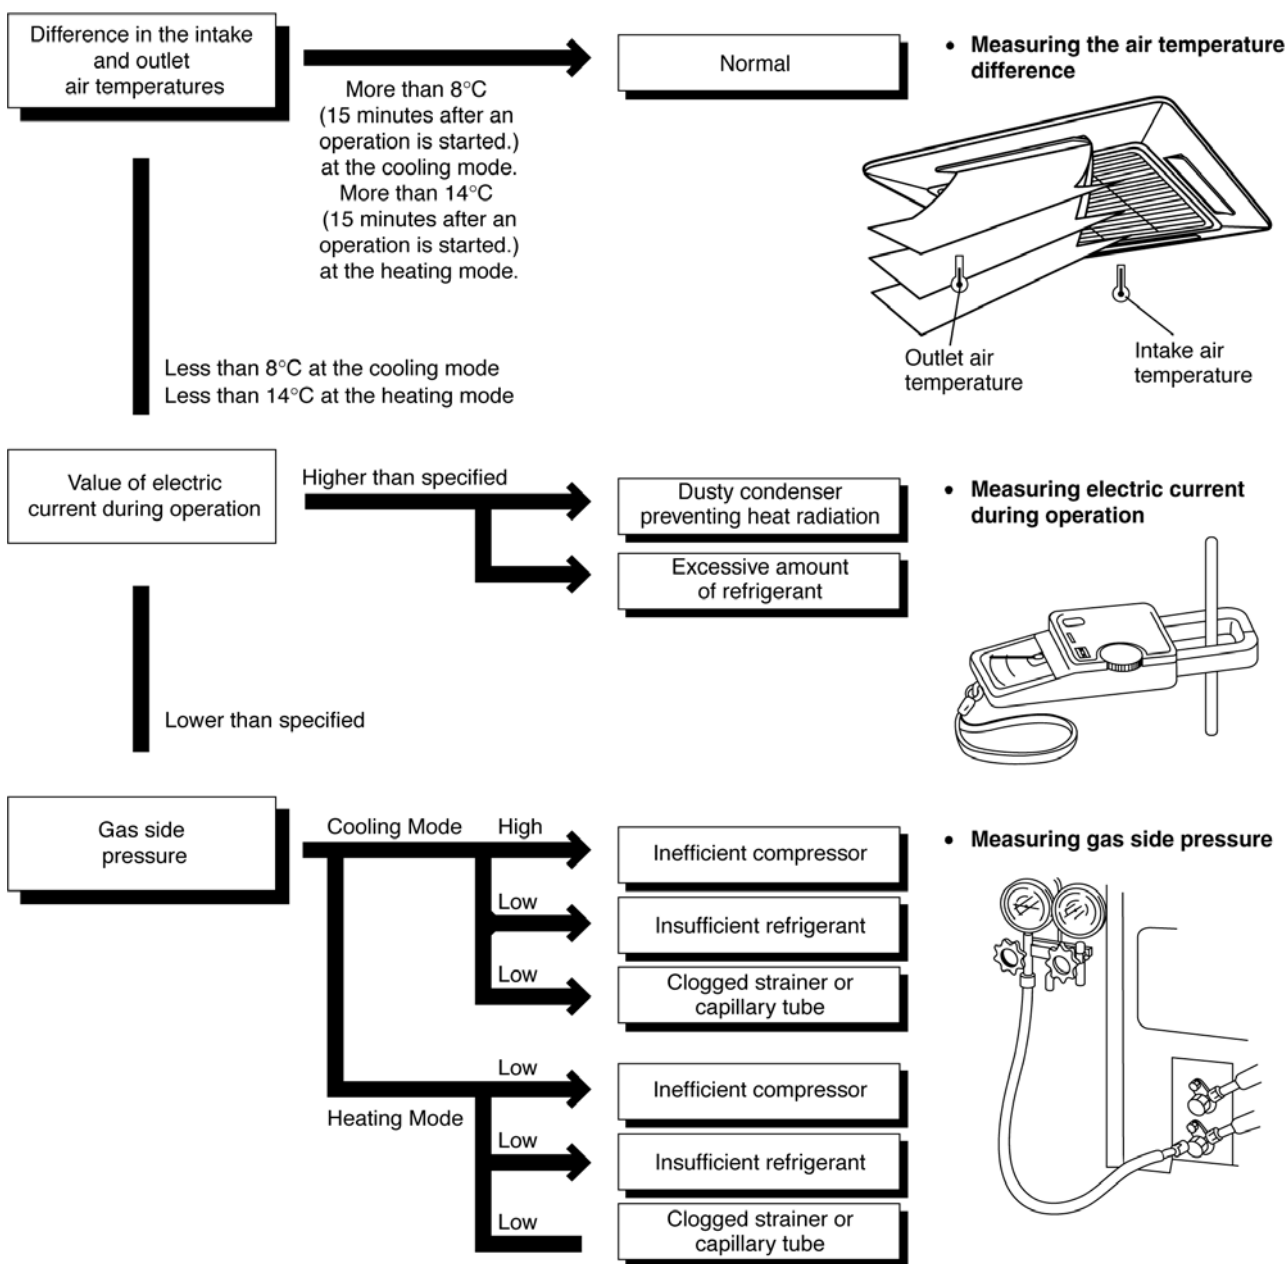 Difference in the intake
and outlet
air temperatures
More than 8°C
(15 minutes after an
operation is started.)
at the cooling mode.
More than 14°C
(15 minutes after an
operation is started.)
at the heating mode.
Normal
• Measuring the air temperature
difference
Outlet air
temperature
Intake air
temperature
Less than 8°C at the cooling mode
Less than 14°C at the heating mode
Value of electric
current during operation
Higher than specified
Dusty condenser
preventing heat radiation
Excessive amount
of refrigerant
• Measuring electric current
during operation
Lower than specified
Gas side
pressure
Cooling Mode
High
Inefficient compressor
Low
Insufficient refrigerant
Low
Clogged strainer or
capillary tube
Heating Mode
Low
Inefficient compressor
Low
Insufficient refrigerant
Low
Clogged strainer or
capillary tube
• Measuring gas side pressure